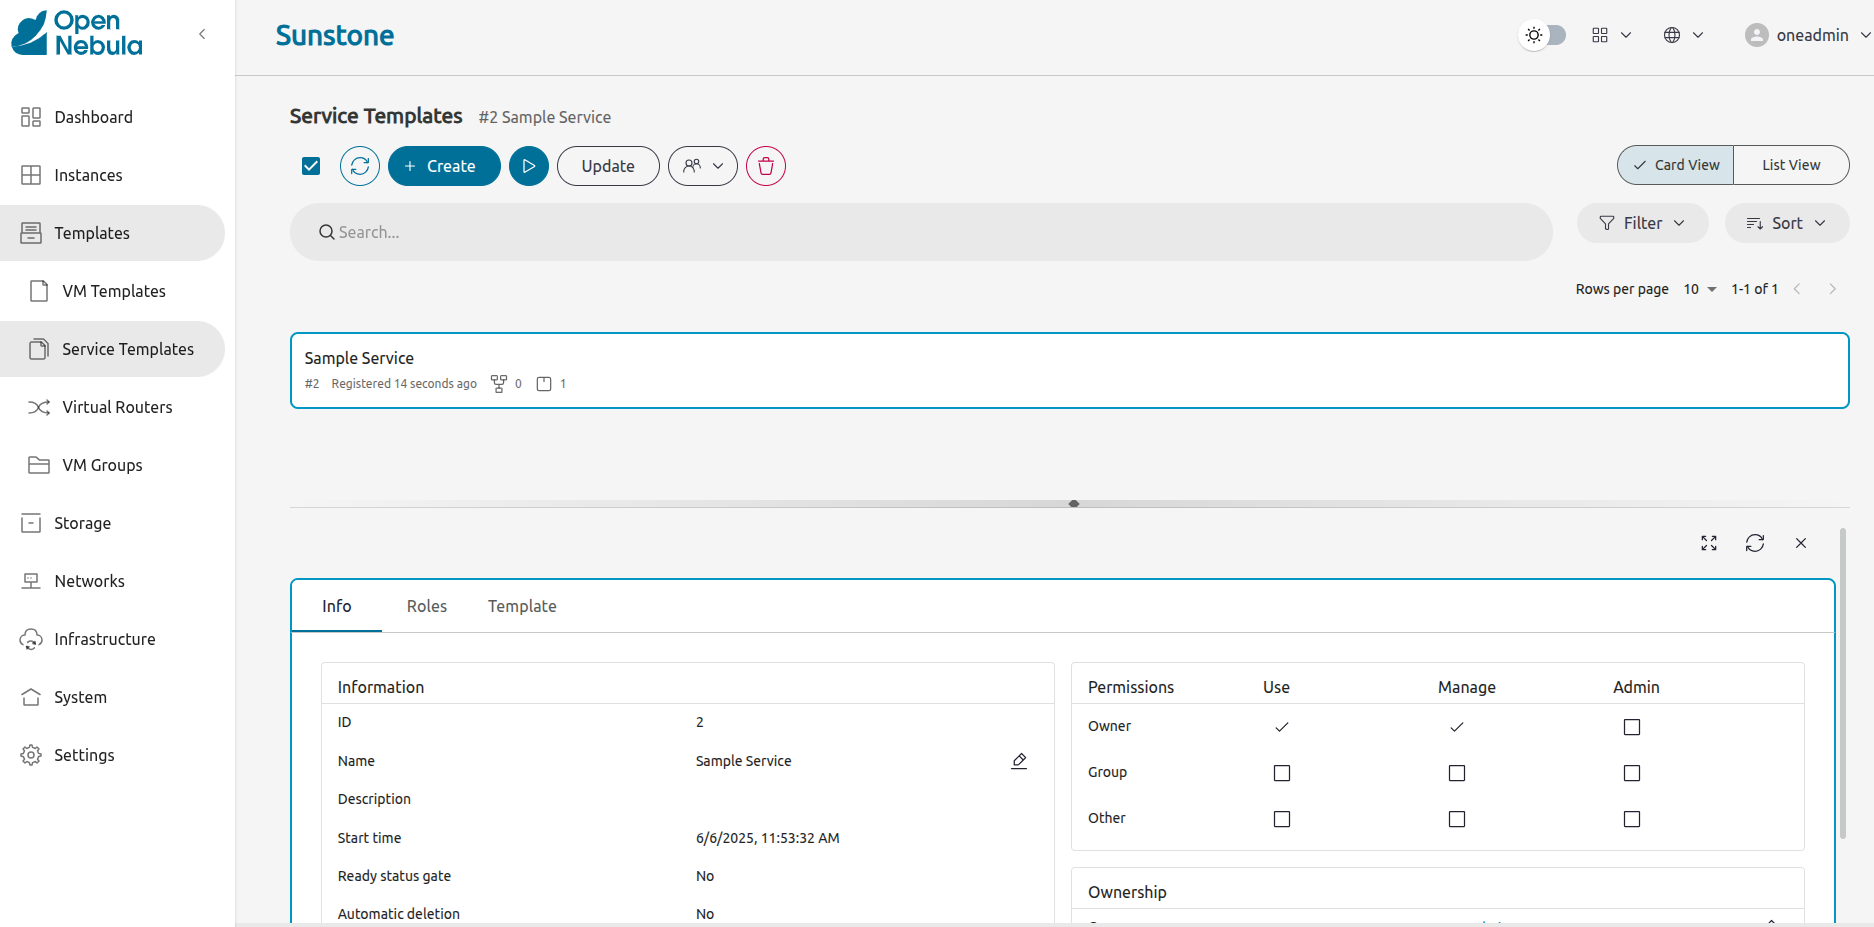 Open
Nebula
Sunstone
oneadmin
Dashboard
Instances
Templates
VM Templates
Service Templates
Virtual Routers
VM Groups
Storage
Networks
Infrastructure
System
Settings
Service Templates #2 Sample Service
+ Create
Update
Card View
List View
Search...
Filter
Sort
Rows per page 10 1-1 of 1
Sample Service
#2 Registered 14 seconds ago 0 1
Info Roles Template
Information
ID 2
Name Sample Service
Description
Start time 6/6/2025, 11:53:32 AM
Ready status gate No
Automatic deletion No
Permissions Use Manage Admin
Owner
Group
Other
Ownership